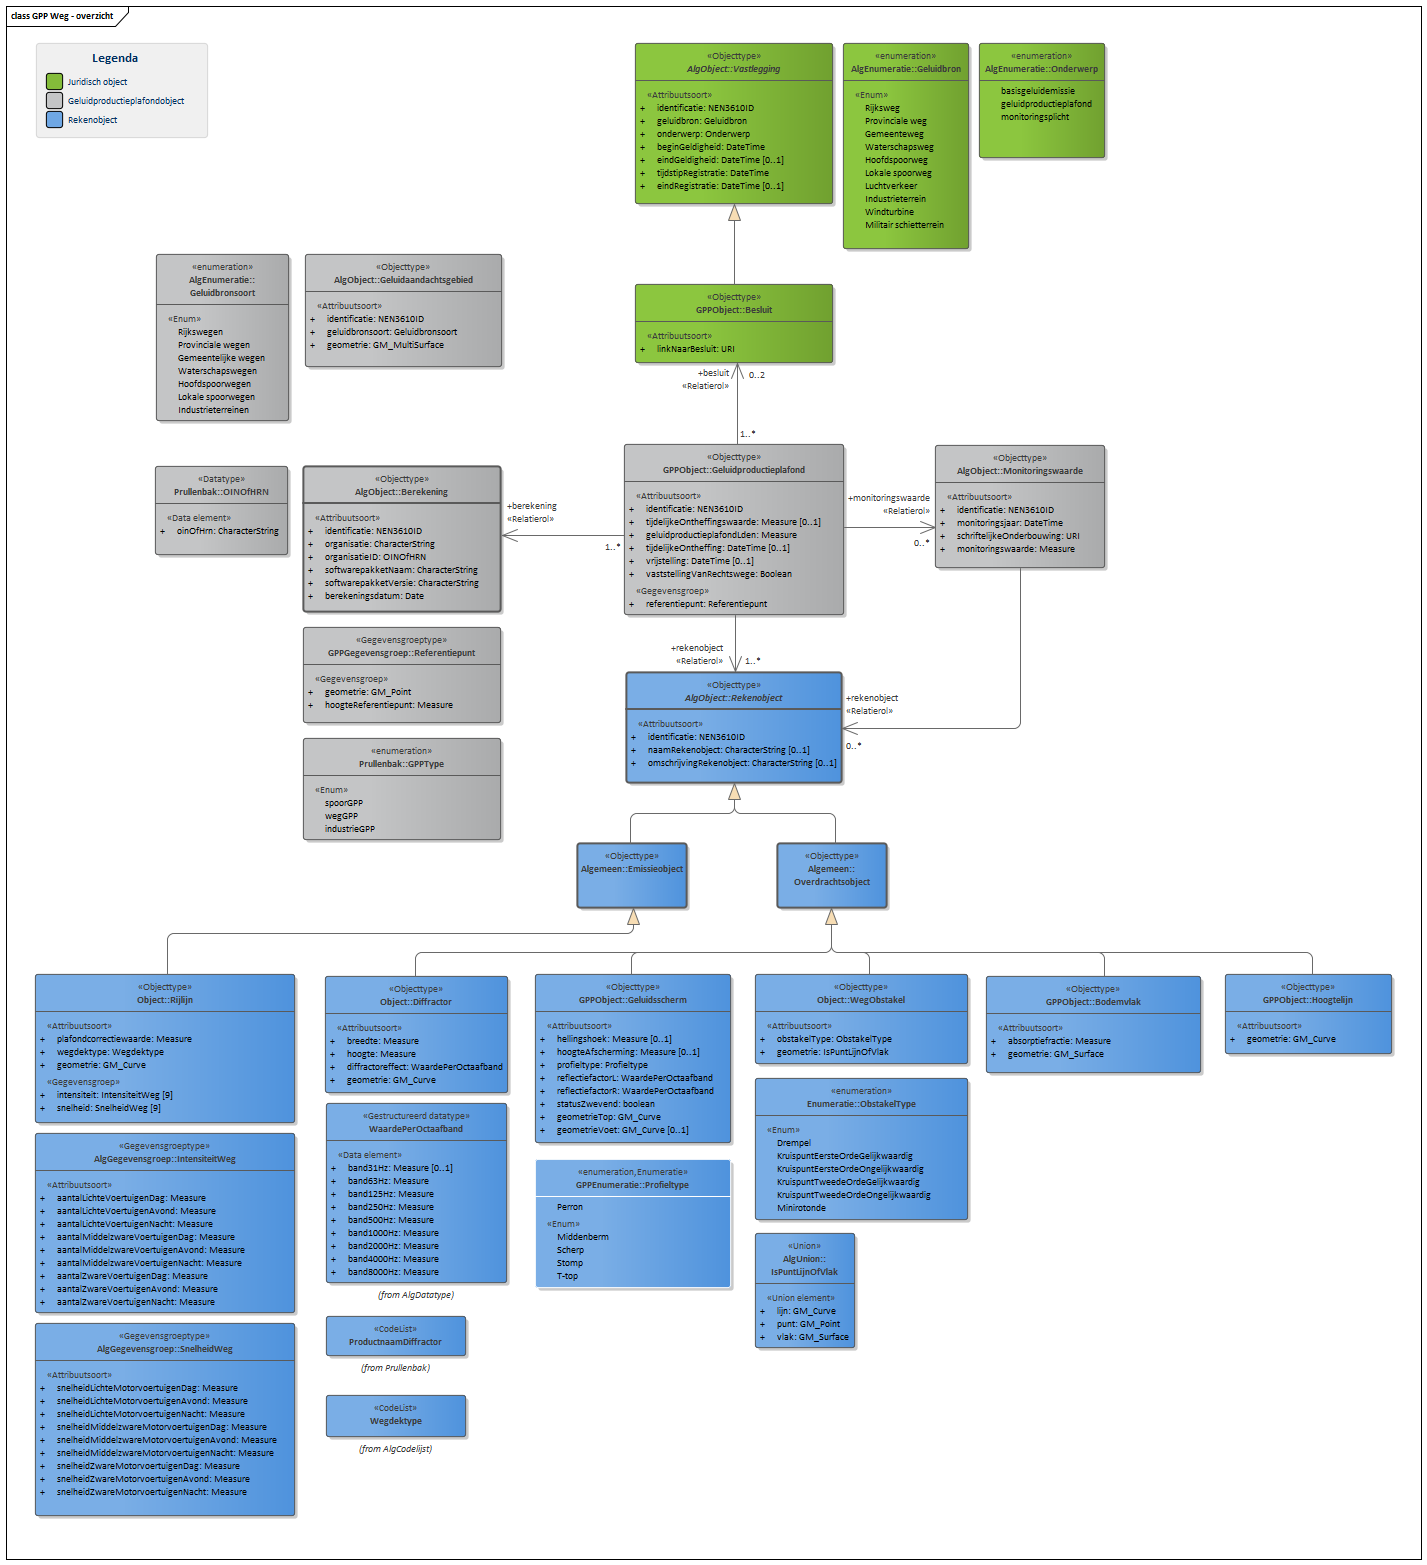 class GPP Weg - overzicht
Legenda
Juridisch object
Geluidproductieplafondobject
Rekenobject
«Objecttype»
AlgObject::Vastlegging
«Attribuutsoort»
+ identificatie: NEN3610ID
+ geluidbron: Geluidbron
+ onderwerp: Onderwerp
+ beginGeldigheid: DateTime
+ eindGeldigheid: DateTime [0..1]
+ tijdstipRegistratie: DateTime
+ eindRegistratie: DateTime [0..1]
«enumeration»
AlgEnumeratie::Geluidbron
«Enum»
Rijksweg
Provinciale weg
Gemeenteweg
Waterschapsweg
Hoofdspoorweg
Lokale spoorweg
Luchtverkeer
Industrieterrein
Windturbine
Militair schietterrein
«enumeration»
AlgEnumeratie::Onderwerp
basisgeluidemissie
geluidproductieplafond
monitoringsplicht
«enumeration»
AlgEnumeratie::
Geluidbronsoort
«Enum»
Rijkswegen
Provinciale wegen
Gemeentelijke wegen
Waterschapswegen
Hoofdspoorwegen
Lokale spoorwegen
Industrieterreinen
«Objecttype»
AlgObject::Geluidaandachtsgebied
«Attribuutsoort»
+ identificatie: NEN3610ID
+ geluidbronsoort: Geluidbronsoort
+ geometrie: GM_MultiSurface
«Objecttype»
GPPObject::Besluit
«Attribuutsoort»
+ linkNaarBesluit: URI
+besluit
«Relatierol»
0..2
1..*
«Datatype»
Prullenbak::OINOfHRN
«Data element»
+ oinOfHrn: CharacterString
«Objecttype»
AlgObject::Berekening
«Attribuutsoort»
+ identificatie: NEN3610ID
+ organisatie: CharacterString
+ organisatieID: OINOfHRN
+ softwarepakketNaam: CharacterString
+ softwarepakketVersie: CharacterString
+ berekeningsdatum: Date
+berekening
«Relatierol»
1..*
«Objecttype»
GPPObject::Geluidproductieplafond
«Attribuutsoort»
+ identificatie: NEN3610ID
+ tijdelijkeOntheffingswaarde: Measure [0..1]
+ geluidproductieplafondLden: Measure
+ tijdelijkeOntheffing: DateTime [0..1]
+ vrijstelling: DateTime [0..1]
+ vaststellingVanRechtswege: Boolean
«Gegevensgroep»
+ referentiepunt: Referentiepunt
+monitoringswaarde
«Relatierol»
0..*
«Objecttype»
AlgObject::Monitoringswaarde
«Attribuutsoort»
+ identificatie: NEN3610ID
+ monitoringsjaar: DateTime
+ schriftelijkeOnderbouwing: URI
+ monitoringswaarde: Measure
«Gegevensgroeptype»
GPPGegevensgroep::Referentiepunt
«Gegevensgroep»
+ geometrie: GM_Point
+ hoogteReferentiepunt: Measure
+rekenobject
«Relatierol»
1..*
«Objecttype»
AlgObject::Rekenobject
«Attribuutsoort»
+ identificatie: NEN3610ID
+ naamRekenobject: CharacterString [0..1]
+ omschrijvingRekenobject: CharacterString [0..1]
+rekenobject
«Relatierol»
0..*
«enumeration»
Prullenbak::GPPType
«Enum»
spoorGPP
wegGPP
industrieGPP
«Objecttype»
Algemeen::Emissieobject
«Objecttype»
Algemeen::
Overdrachtsobject
«Objecttype»
Object::Rijlijn
«Attribuutsoort»
+ plafondcorrectiewaarde: Measure
+ wegdektype: Wegdektype
+ geometrie: GM_Curve
«Gegevensgroep»
+ intensiteit: IntensiteitWeg [9]
+ snelheid: SnelheidWeg [9]
«Objecttype»
Object::Diffractor
«Attribuutsoort»
+ breedte: Measure
+ hoogte: Measure
+ diffractoreffect: WaardePerOctaafband
+ geometrie: GM_Curve
«Objecttype»
GPPObject::Geluidsscherm
«Attribuutsoort»
+ hellingshoek: Measure [0..1]
+ hoogteAfscherming: Measure [0..1]
+ profieltype: Profieltype
+ reflectiefactorL: WaardePerOctaafband
+ reflectiefactorR: WaardePerOctaafband
+ statusZwevend: boolean
+ geometrieTop: GM_Curve
+ geometrieVoet: GM_Curve [0..1]
«Objecttype»
Object::WegObstakel
«Attribuutsoort»
+ obstakelType: ObstakelType
+ geometrie: IsPuntLijnOfVlak
«Objecttype»
GPPObject::Bodemvlak
«Attribuutsoort»
+ absorptiefractie: Measure
+ geometrie: GM_Surface
«Objecttype»
GPPObject::Hoogtelijn
«Attribuutsoort»
+ geometrie: GM_Curve
«Gegevensgroeptype»
AlgGegevensgroep::IntensiteitWeg
«Attribuutsoort»
+ aantalLichteVoertuigenDag: Measure
+ aantalLichteVoertuigenAvond: Measure
+ aantalLichteVoertuigenNacht: Measure
+ aantalMiddelzwareVoertuigenDag: Measure
+ aantalMiddelzwareVoertuigenAvond: Measure
+ aantalMiddelzwareVoertuigenNacht: Measure
+ aantalZwareVoertuigenDag: Measure
+ aantalZwareVoertuigenAvond: Measure
+ aantalZwareVoertuigenNacht: Measure
«Gestructureerd datatype»
WaardePerOctaafband
«Data element»
+ band31Hz: Measure [0..1]
+ band63Hz: Measure
+ band125Hz: Measure
+ band250Hz: Measure
+ band500Hz: Measure
+ band1000Hz: Measure
+ band2000Hz: Measure
+ band4000Hz: Measure
+ band8000Hz: Measure
(from AlgDatatype)
«enumeration,Enumeratie»
GPPEnumeratie::Profieltype
Perron
«Enum»
Middenberm
Scherp
Stomp
T-top
«enumeration»
Enumeratie::ObstakelType
«Enum»
Drempel
KruispuntEersteOrdeGelijkwaardig
KruispuntEersteOrdeOngelijkwaardig
KruispuntTweedeOrdeGelijkwaardig
KruispuntTweedeOrdeOngelijkwaardig
Minirotonde
«Union»
AlgUnion::
IsPuntLijnOfVlak
«Union element»
+ lijn: GM_Curve
+ punt: GM_Point
+ vlak: GM_Surface
«Gegevensgroeptype»
AlgGegevensgroep::SnelheidWeg
«Attribuutsoort»
+ snelheidLichteMotorvoertuigenDag: Measure
+ snelheidLichteMotorvoertuigenAvond: Measure
+ snelheidLichteMotorvoertuigenNacht: Measure
+ snelheidMiddelzwareMotorvoertuigenDag: Measure
+ snelheidMiddelzwareMotorvoertuigenAvond: Measure
+ snelheidMiddelzwareMotorvoertuigenNacht: Measure
+ snelheidZwareMotorvoertuigenDag: Measure
+ snelheidZwareMotorvoertuigenAvond: Measure
+ snelheidZwareMotorvoertuigenNacht: Measure
«CodeList»
ProductnaamDiffractor
(from Prullenbak)
«CodeList»
Wegdektype
(from AlgCodelijst)